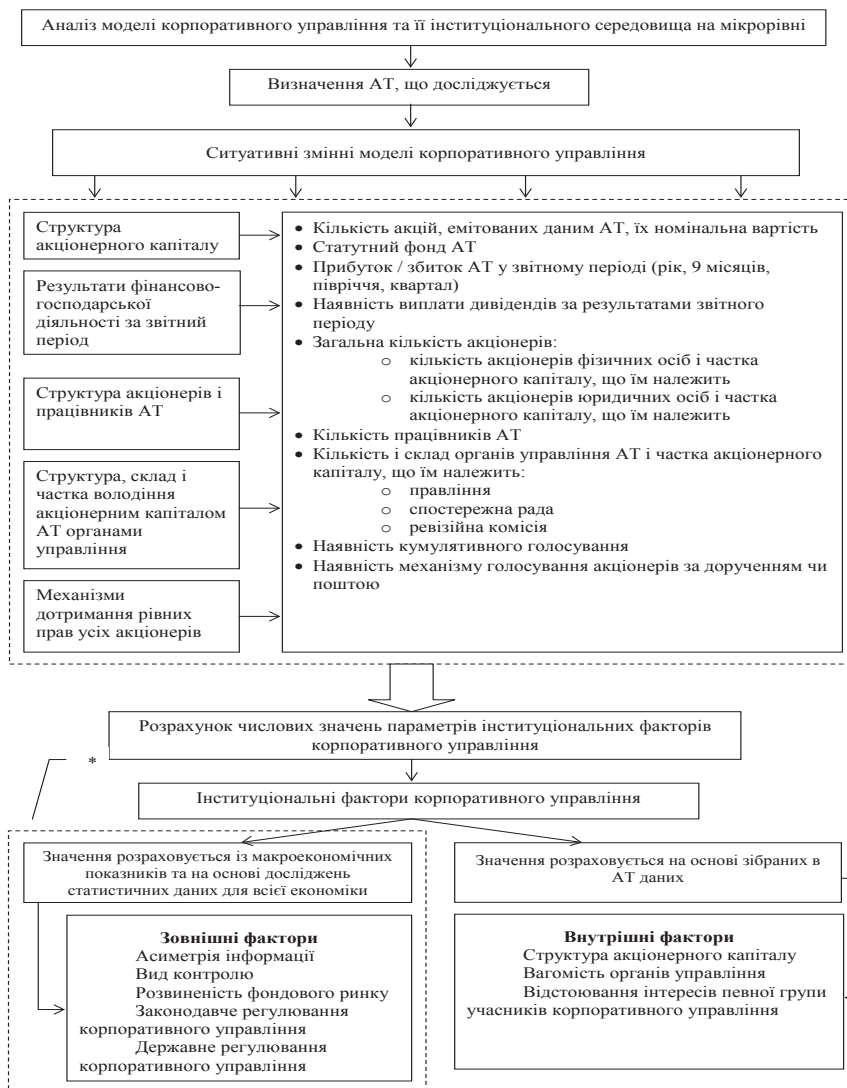 Аналіз моделі корпоративного управління та її інституціонального середовища на мікрорівні
Визначення АТ, що досліджується
Ситуативні змінні моделі корпоративного управління
Структура
акціонерного капіталу
Результати фінансово-
господарської
діяльності за звітний
період
Структура акціонерів і
працівників АТ
Структура, склад і
частка володіння
акціонерним капіталом
АТ органами
управління
Механізми
дотримання рівних
прав усіх акціонерів
• Кількість акцій, емітованих даним АТ, їх номінальна вартість
• Статутний фонд АТ
• Прибуток / збиток АТ у звітному періоді (рік, 9 місяців,
півріччя, квартал)
• Наявність виплати дивідендів за результатами звітного
періоду
• Загальна кількість акціонерів:
o кількість акціонерів фізичних осіб і частка
акціонерного капіталу, що їм належить
o кількість акціонерів юридичних осіб і частка
акціонерного капіталу, що їм належить
• Кількість працівників АТ
• Кількість і склад органів управління АТ і частка акціонерного
капіталу, що їм належить:
o правління
o спостережна рада
o ревізійна комісія
• Наявність кумулятивного голосування
• Наявність механізму голосування акціонерів за дорученням чи
поштою
Розрахунок числових значень параметрів інституціональних факторів
корпоративного управління
*
Інституціональні фактори корпоративного управління
Значення розраховується із макроекономічних
показників та на основі досліджень
статистичних даних для всієї економіки
Зовнішні фактори
Асиметрія інформації
Вид контролю
Розвиненість фондового ринку
Законодавче регулювання
корпоративного управління
Державне регулювання
корпоративного управління
Значення розраховується на основі зібраних в
АТ даних
Внутрішні фактори
Структура акціонерного капіталу
Вагомість органів управління
Відстоювання інтересів певної групи
учасників корпоративного управління